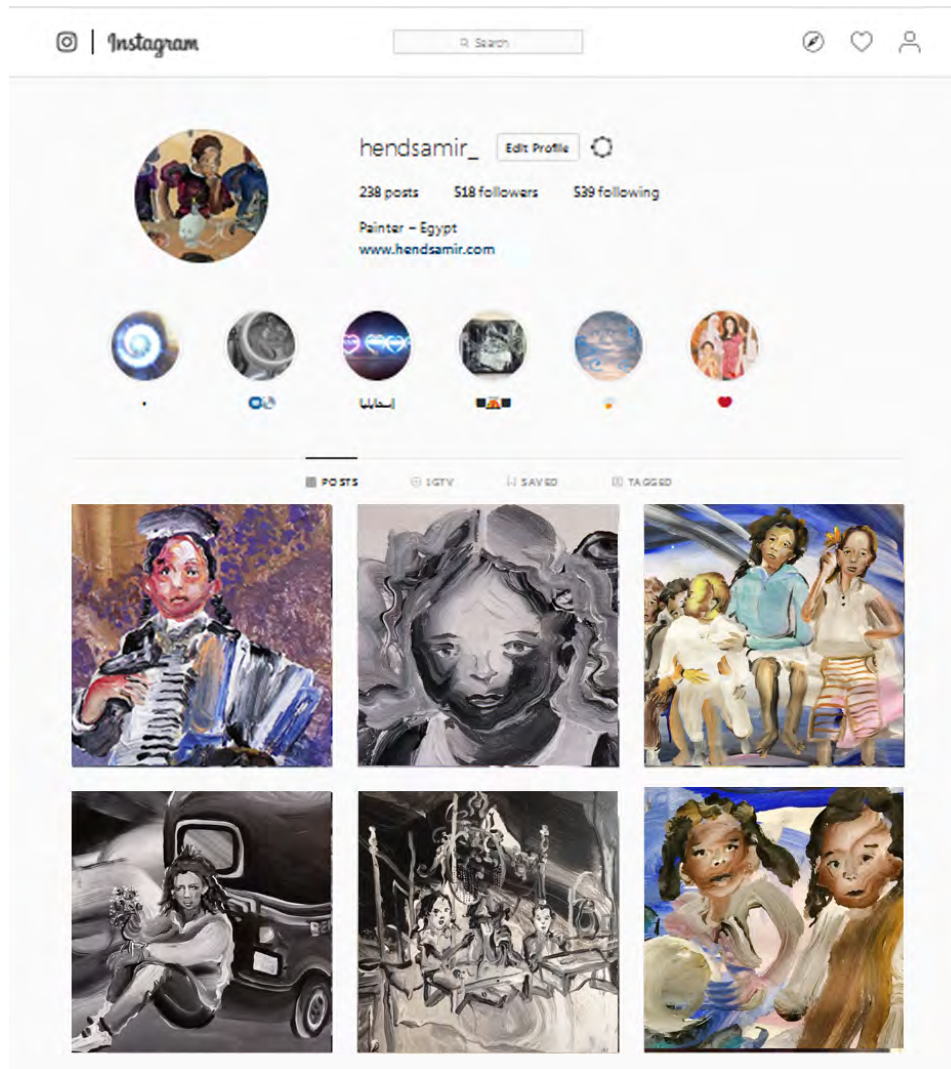 Instagram
Search
hendsamir_ Edit Profile
238 posts 518 followers 539 following
Painter – Egypt
www.hendsamir.com
POSTS IGTV SAVED TAGGED